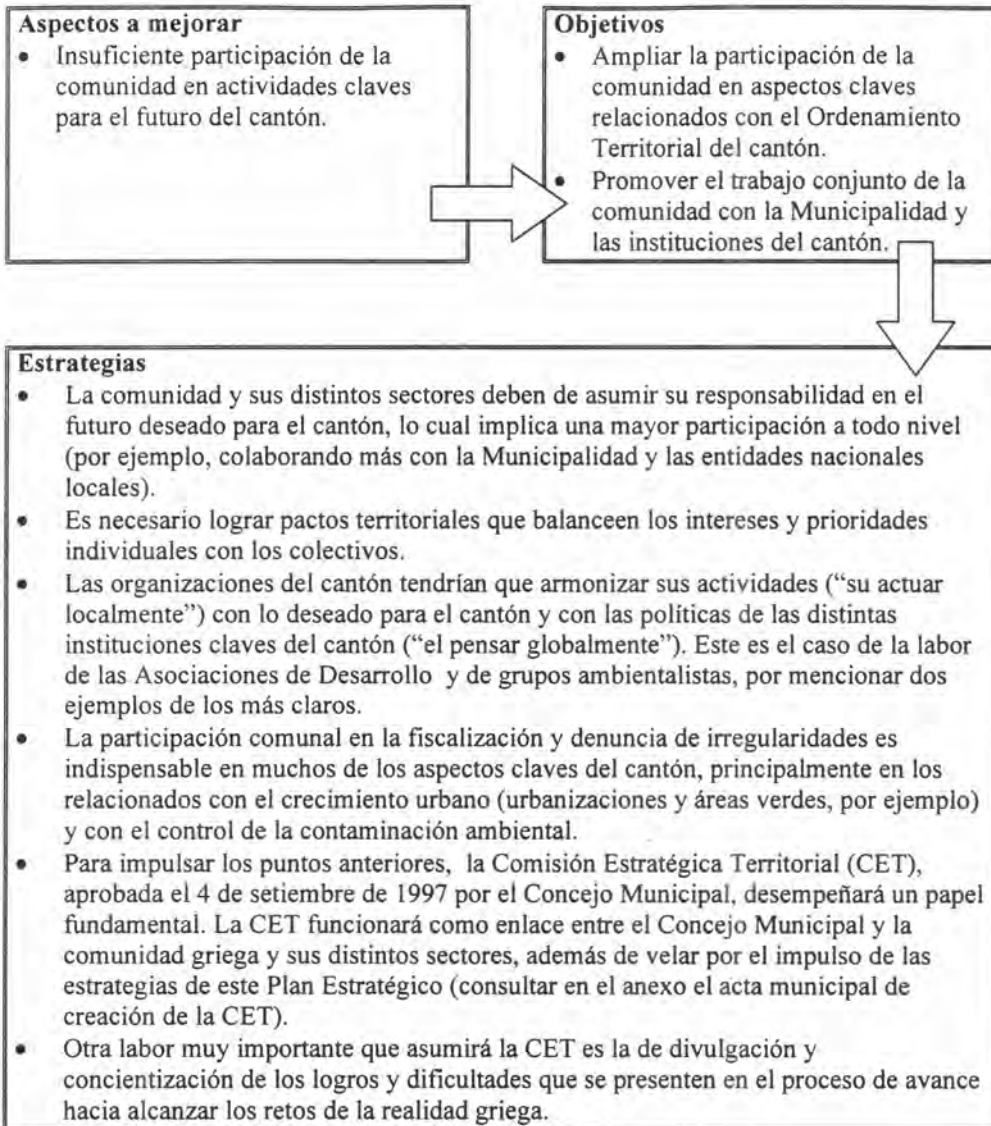 Aspectos a mejorar
• Insuficiente participación de la
comunidad en actividades claves
para el futuro del cantón.
Objetivos
• Ampliar la participación de la
comunidad en aspectos claves
relacionados con el Ordenamiento
Territorial del cantón.
• Promover el trabajo conjunto de la
comunidad con la Municipalidad y
las instituciones del cantón.
Estrategias
• La comunidad y sus distintos sectores deben de asumir su responsabilidad en el
futuro deseado para el cantón, lo cual implica una mayor participación a todo nivel
(por ejemplo, colaborando más con la Municipalidad y las entidades nacionales
locales).
• Es necesario lograr pactos territoriales que balanceen los intereses y prioridades
individuales con los colectivos.
• Las organizaciones del cantón tendrían que armonizar sus actividades (“su actuar
localmente”) con lo deseado para el cantón y con las políticas de las distintas
instituciones claves del cantón (“el pensar globalmente”). Este es el caso de la labor
de las Asociaciones de Desarrollo y de grupos ambientalistas, por mencionar dos
ejemplos de los más claros.
• La participación comunal en la fiscalización y denuncia de irregularidades es
indispensable en muchos de los aspectos claves del cantón, principalmente en los
relacionados con el crecimiento urbano (urbanizaciones y áreas verdes, por ejemplo)
y con el control de la contaminación ambiental.
• Para impulsar los puntos anteriores, la Comisión Estratégica Territorial (CET),
aprobada el 4 de setiembre de 1997 por el Concejo Municipal, desempeñará un papel
fundamental. La CET funcionará como enlace entre el Concejo Municipal y la
comunidad griega y sus distintos sectores, además de velar por el impulso de las
estrategias de este Plan Estratégico (consultar en el anexo el acta municipal de
creación de la CET).
• Otra labor muy importante que asumirá la CET es la de divulgación y
concientización de los logros y dificultades que se presenten en el proceso de avance
hacia alcanzar los retos de la realidad griega.